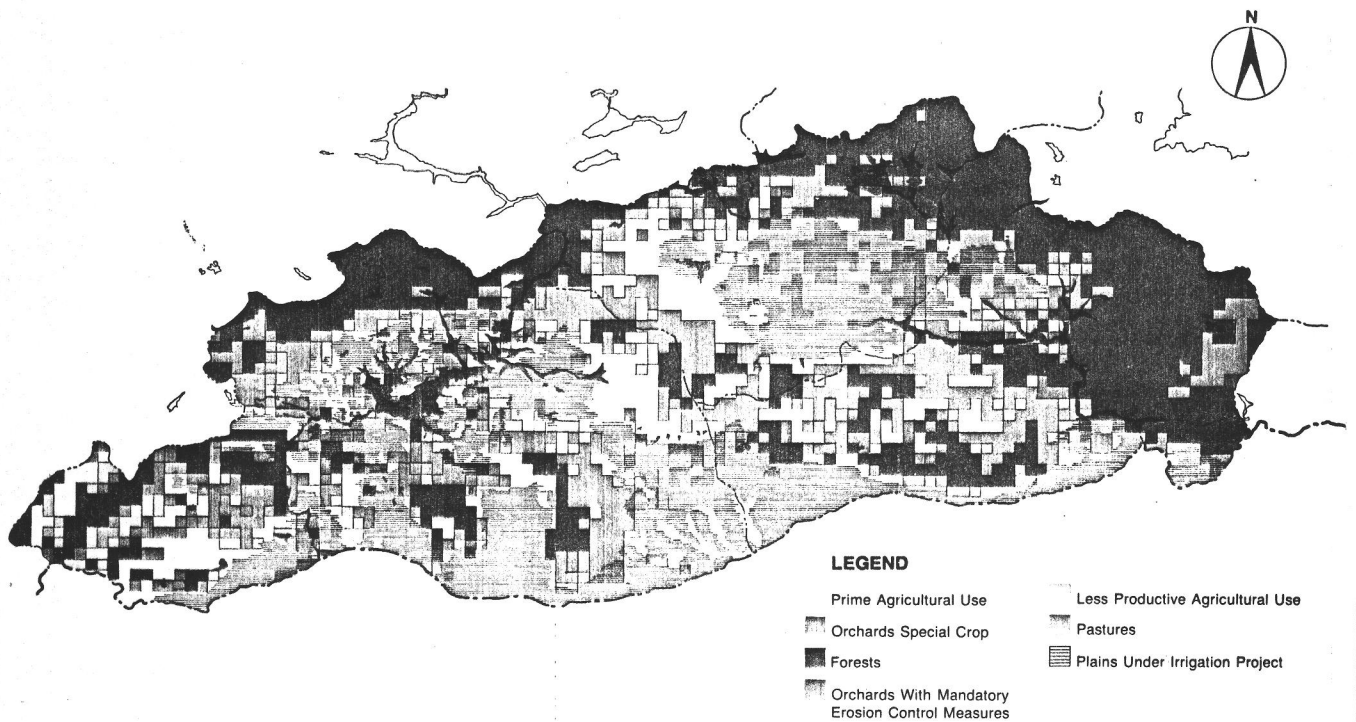 N
LEGEND
Prime Agricultural Use
Orchards Special Crop
Forests
Orchards With Mandatory
Erosion Control Measures
Less Productive Agricultural Use
Pastures
Plains Under Irrigation Project